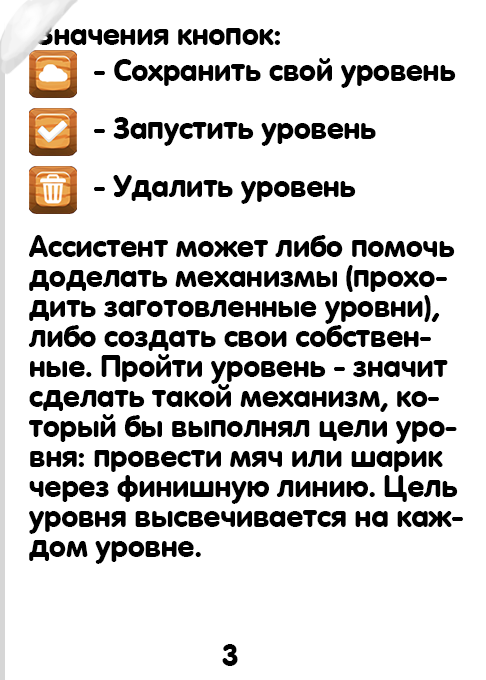 Значения кнопок:
- Сохранить свой уровень
- Запустить уровень
- Удалить уровень
Ассистент может либо помочь
доделать механизмы (прохо-
дить заготовленные уровни),
либо создать свои собствен-
ные. Пройти уровень - значит
сделать такой механизм, ко-
торый бы выполнял цели уро-
вня: провести мяч или шарик
через финишную линию. Цель
уровня высвечивается на каж-
дом уровне.
3